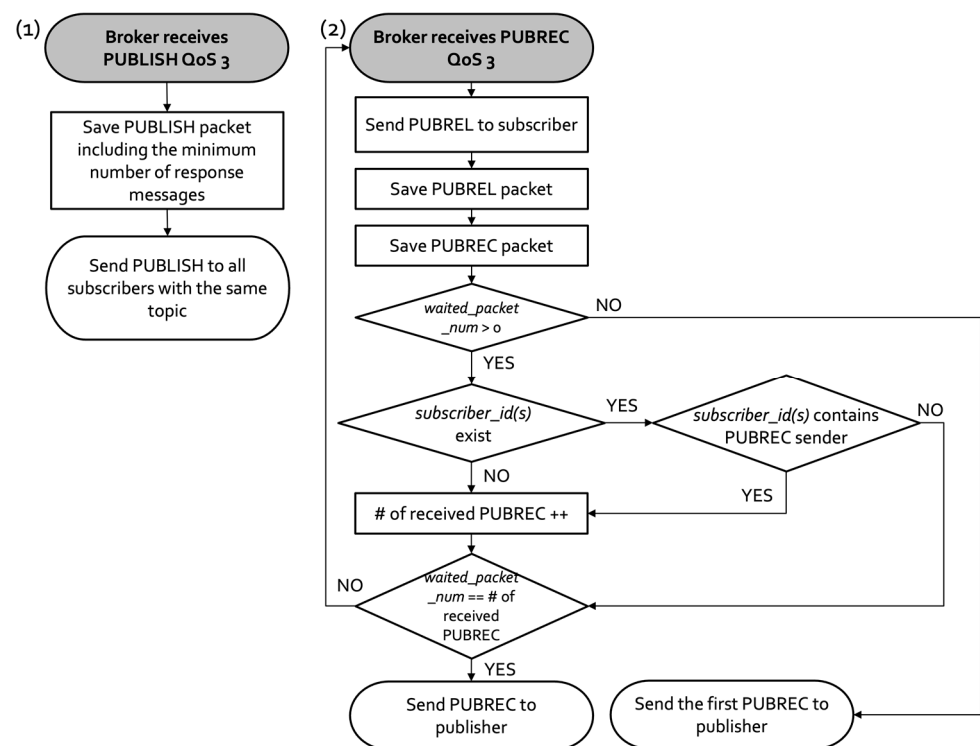 (1)
Broker receives
PUBLISH QoS 3
Save PUBLISH packet
including the minimum
number of response
messages
Send PUBLISH to all
subscribers with the same
topic
(2)
Broker receives PUBREC
QoS 3
Send PUBREL to subscriber
Save PUBREL packet
Save PUBREC packet
waited_packet
_num > 0
NO
YES
subscriber_id(s)
exist
YES
subscriber_id(s) contains
PUBREC sender
NO
NO
YES
# of received PUBREC ++
waited_packet
_num == # of
received
PUBREC
NO
YES
Send PUBREC to
publisher
Send the first PUBREC to
publisher